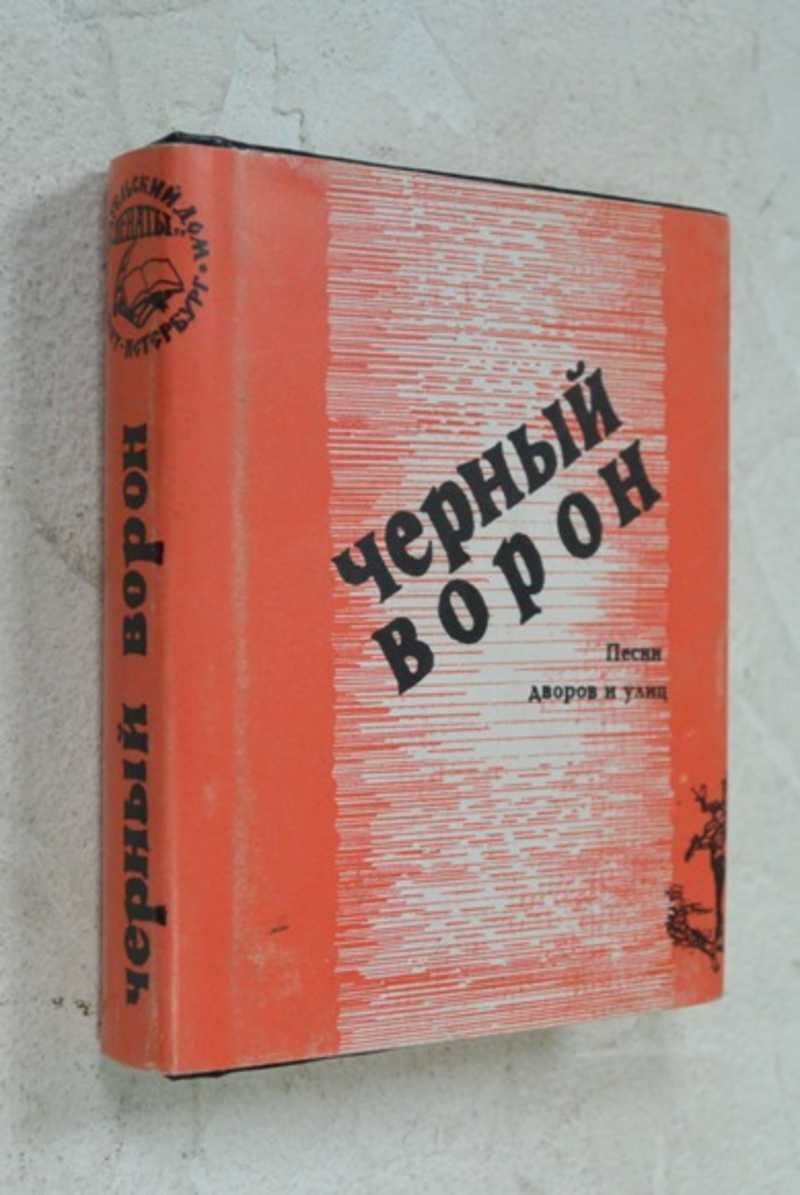 черный
ворон
Песни
дворов и улиц
черный ворон